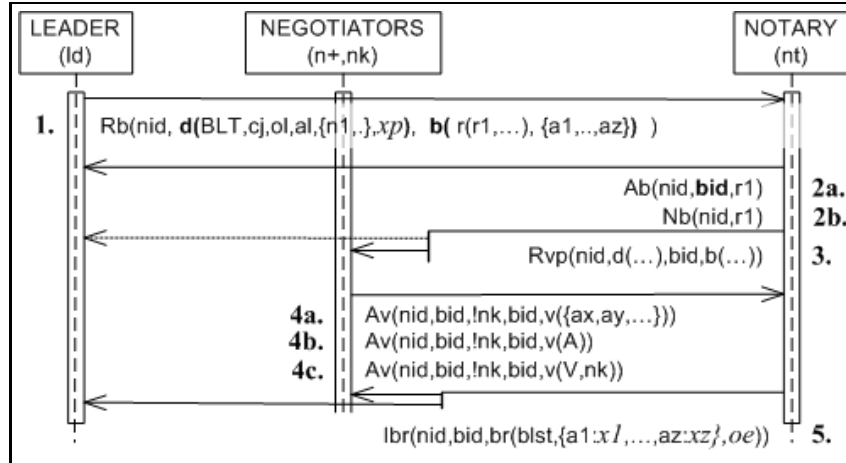 LEADER
(ld)
NEGOTIATORS
(n+,nk)
NOTARY
(nt)
1. Rb(nid, d(BLT,cj,ol,al,{n1,.},xp), b( r(r1,...), {a1,..,az}) )
Ab(nid,bid,r1) 2a.
Nb(nid,r1) 2b.
Rvp(nid,d(...),bid,b(...)) 3.
4a. Av(nid,bid,!nk,bid,v({ax,ay,...}))
4b. Av(nid,bid,!nk,bid,v(A))
4c. Av(nid,bid,!nk,bid,v(V,nk))
Ibr(nid,bid,br(blst,{a1:x1,...,az:xz},oe)) 5.